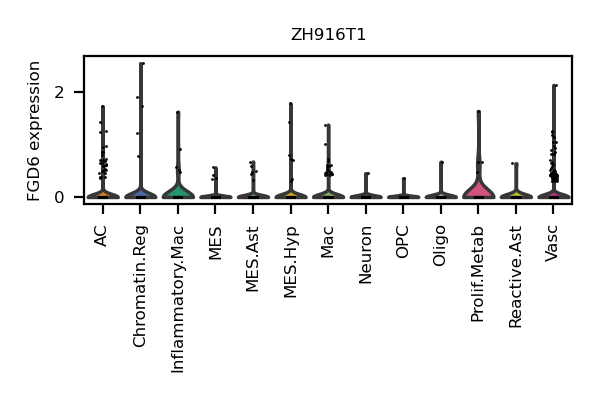 ZH916T1
FGD6 expression
2
0
AC
Chromatin.Reg
Inflammatory.Mac
MES
MES.Ast
MES.Hyp
Mac
Neuron
OPC
Oligo
Prolif.Metab
Reactive.Ast
Vasc